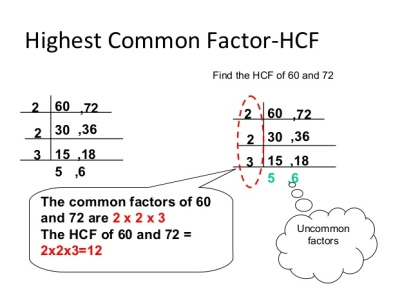 Highest Common Factor-HCF
Find the HCF of 60 and 72
2 60 ,72
2 30 ,36
3 15 ,18
5 ,6
2 60 ,72
2 30 ,36
3 15 ,18
5 ,6
The common factors of 60
and 72 are 2 x 2 x 3
The HCF of 60 and 72 =
2x2x3=12
Uncommon
factors